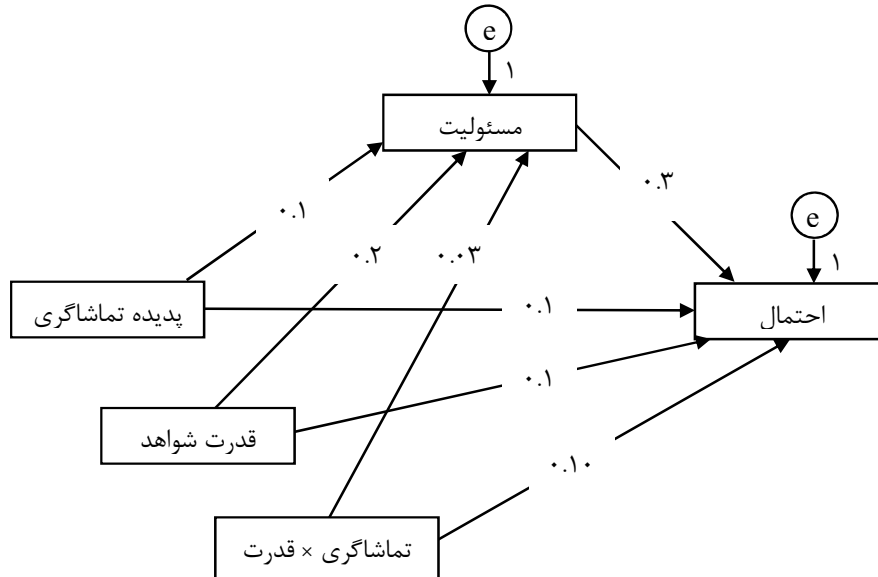 e
۱
مسئولیت
۰.۳
e
۰.۱
۱
۰.۲
۰.۰۳
پدیده تماشاگری
۰.۱
احتمال
۰.۱
قدرت شواهد
۰.۱۰
تماشاگری × قدرت